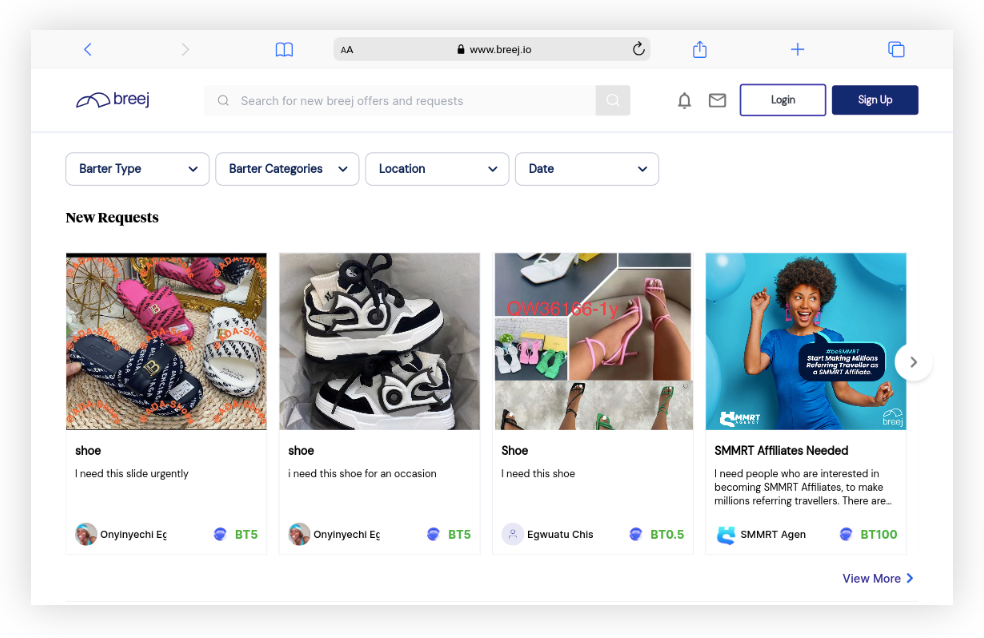 AA
www.breej.io
breej
Search for new breej offers and requests
Login
Sign Up
Barter Type
Barter Categories
Location
Date
New Requests
QW36166-1y
#beSMMRT
Start Making Millions
Referring Traveller as
a SMMRT Affiliate.
SMMRT
breej
shoe
I need this slide urgently
Onyinyechi Eg
BT5
shoe
i need this shoe for an occasion
Onyinyechi Eg
BT5
Shoe
I need this shoe
Egwuatu Chis
BT0.5
SMMRT Affiliates Needed
I need people who are interested in
becoming SMMRT Affiliates, to make
millions referring travellers. There are...
SMMRT Agen
BT100
View More